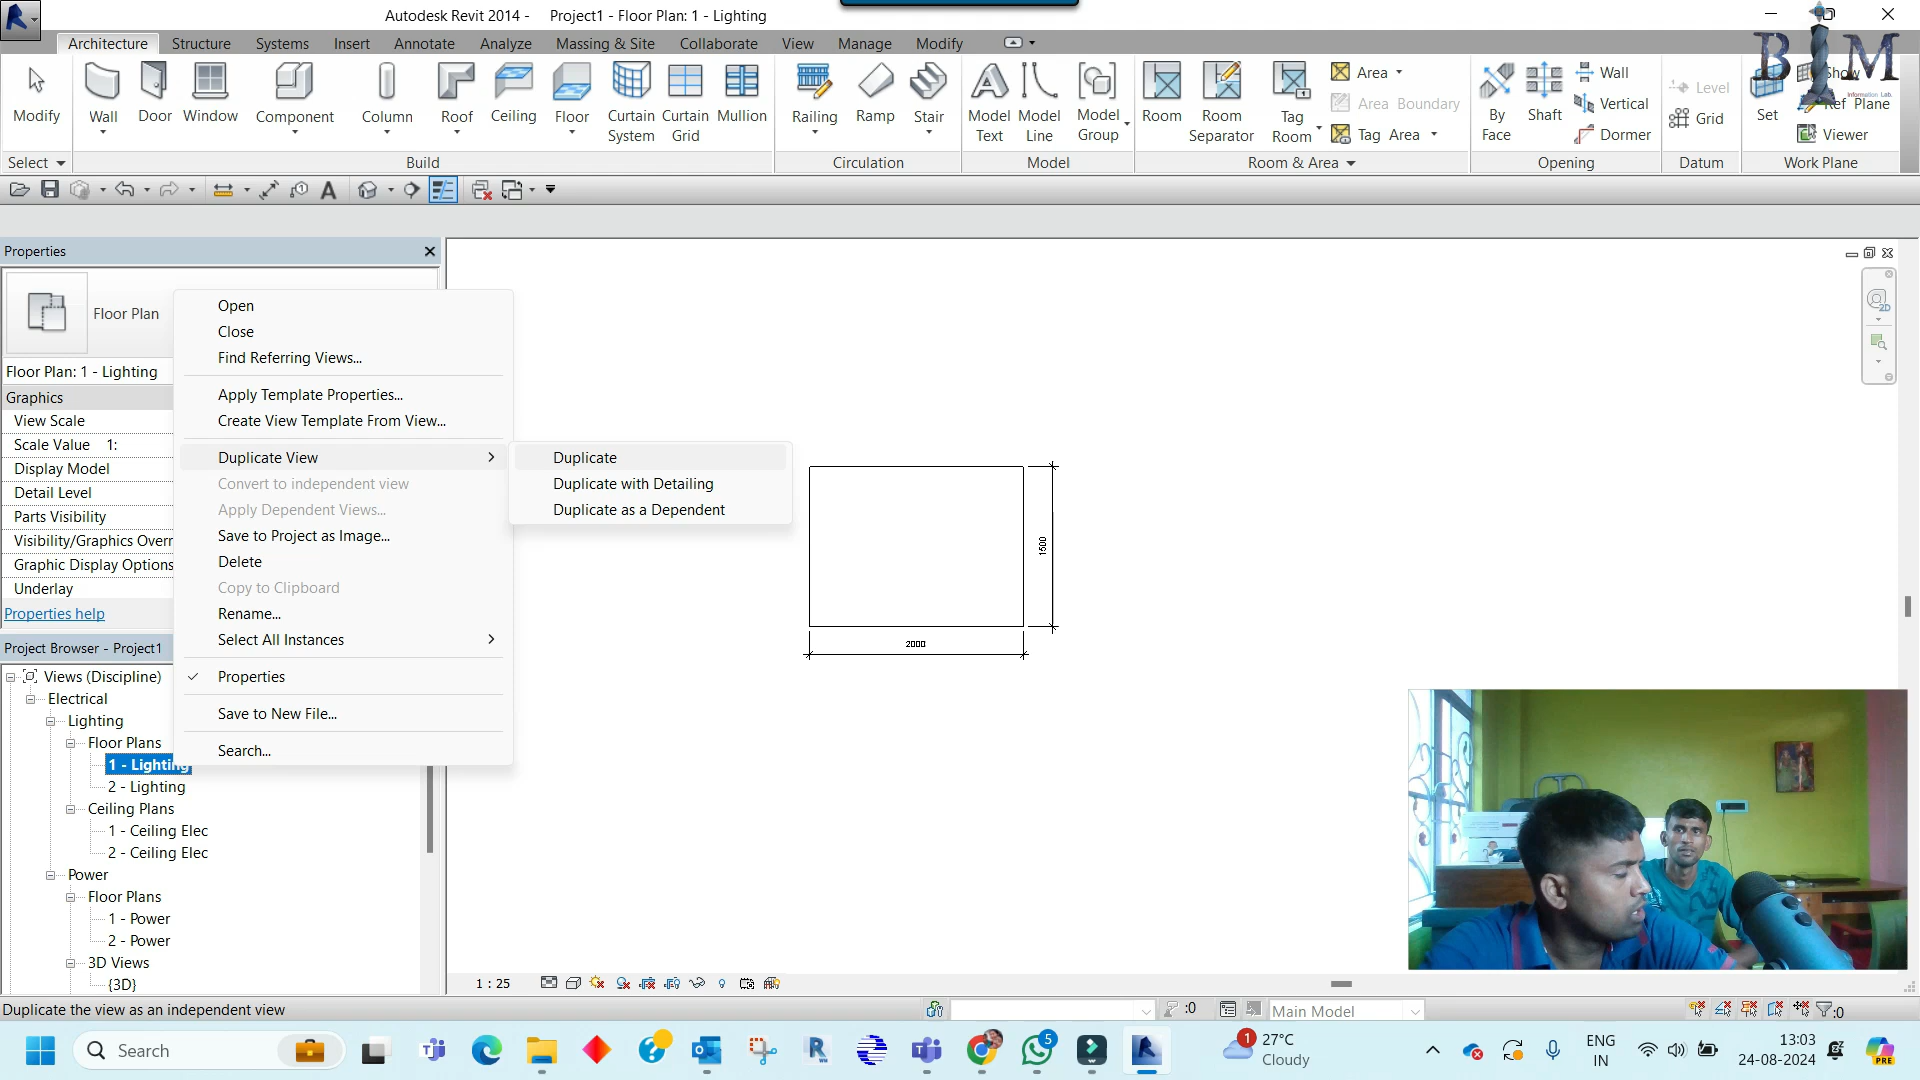 Autodesk Revit 2014 - Project1 - Floor Plan: 1 - Lighting
Architecture Structure Systems Insert Annotate Analyze Massing & Site Collaborate View Manage Modify
BIM
Information Lab.
Modify Wall Door Window Component Column Roof Ceiling Floor Curtain System Curtain Grid Mullion Railing Ramp Stair Model Text Model Line Model Group Room Room Separator Tag Room
Area
Area Boundary
Tag Area
By Face Shaft
Wall
Vertical
Dormer
Level
Grid
Set
Show
Ref Plane
Viewer
Select Build Circulation Model Room & Area Opening Datum Work Plane
Properties
Floor Plan
Floor Plan: 1 - Lighting
Graphics
View Scale
Scale Value 1:
Display Model
Detail Level
Parts Visibility
Visibility/Graphics Overr
Graphic Display Options
Underlay
Properties help
Open
Close
Find Referring Views...
Apply Template Properties...
Create View Template From View...
Duplicate View
Convert to independent view
Apply Dependent Views...
Save to Project as Image...
Delete
Copy to Clipboard
Rename...
Select All Instances
Properties
Save to New File...
Search...
Duplicate
Duplicate with Detailing
Duplicate as a Dependent
2D
1500
2000
Project Browser - Project1
Views (Discipline)
Electrical
Lighting
Floor Plans
1 - Lighting
2 - Lighting
Ceiling Plans
1 - Ceiling Elec
2 - Ceiling Elec
Power
Floor Plans
1 - Power
2 - Power
3D Views
{3D}
1 : 25
Duplicate the view as an independent view
:0
Main Model
:0
Search
5
1
27°C
Cloudy
ENG
IN
13:03
24-08-2024
PRE